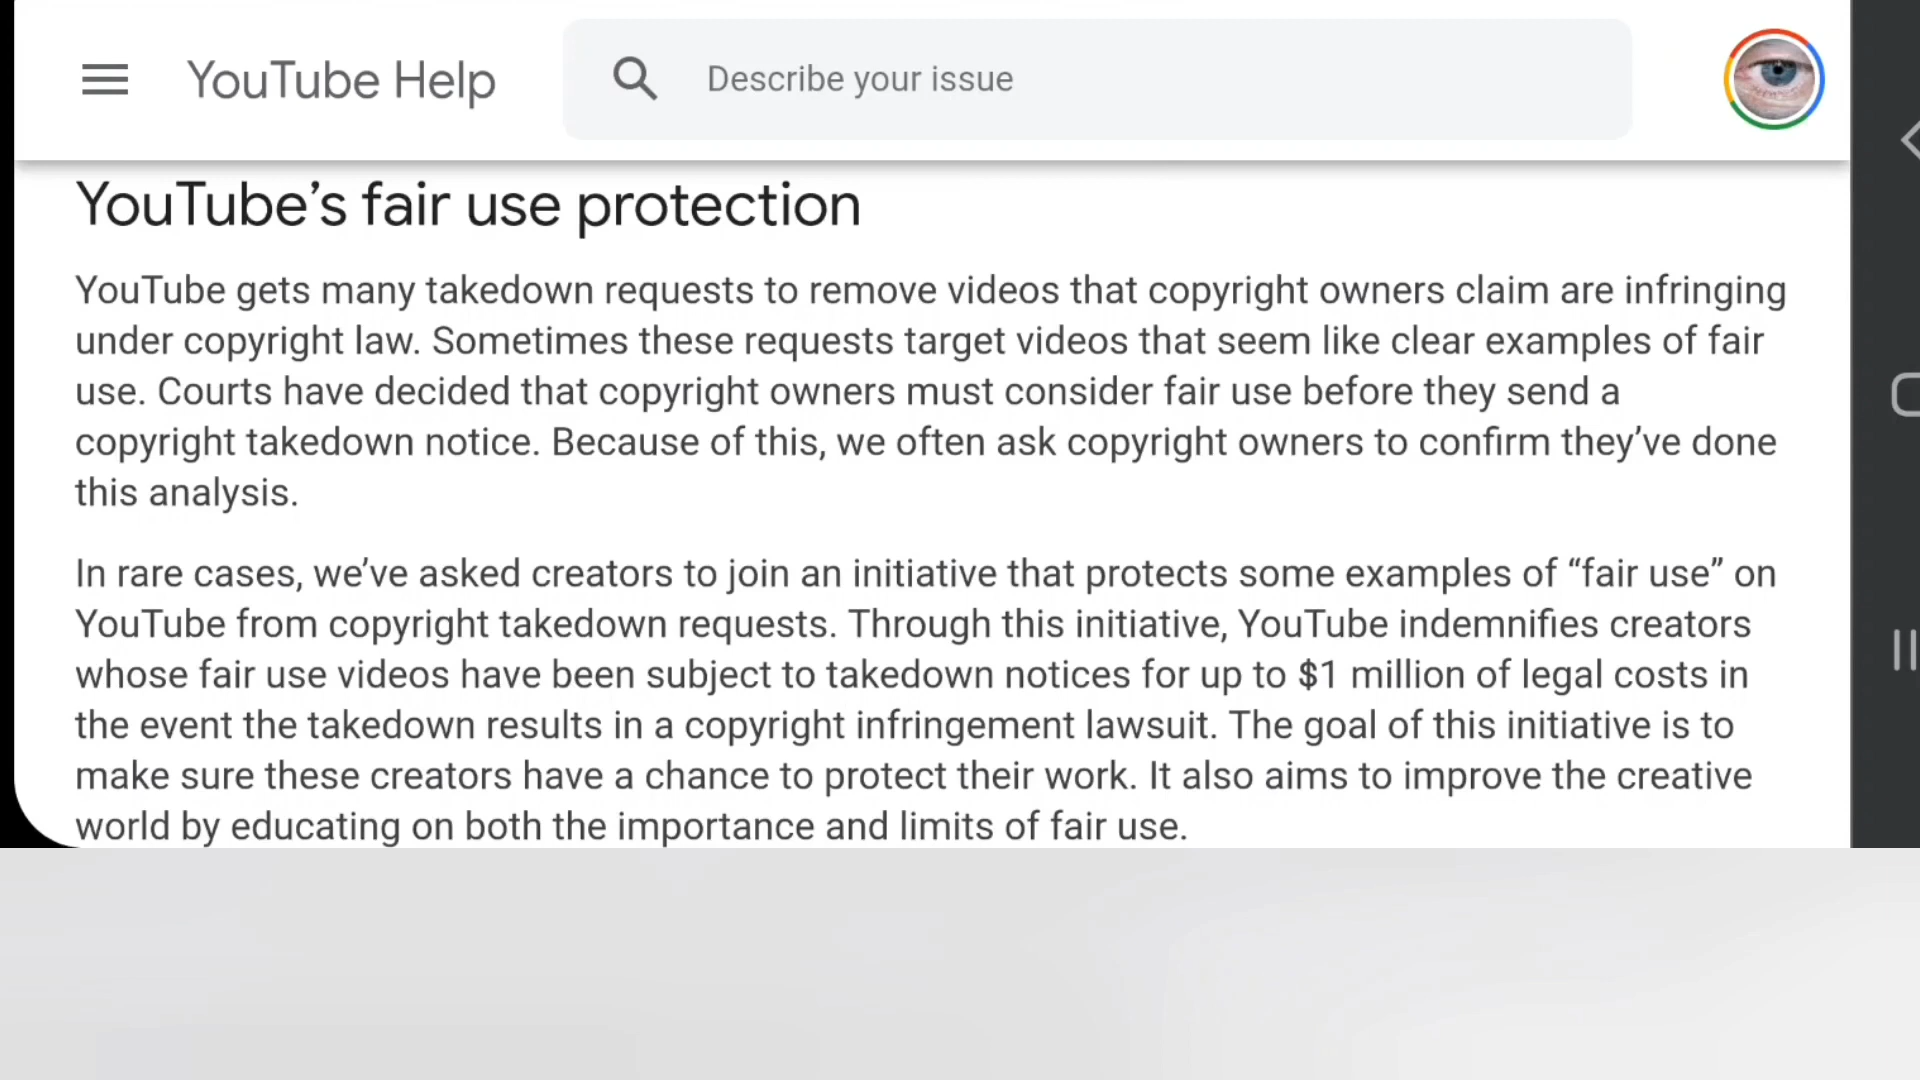 YouTube Help
Describe your issue
YouTube’s fair use protection
YouTube gets many takedown requests to remove videos that copyright owners claim are infringing
under copyright law. Sometimes these requests target videos that seem like clear examples of fair
use. Courts have decided that copyright owners must consider fair use before they send a
copyright takedown notice. Because of this, we often ask copyright owners to confirm they’ve done
this analysis.
In rare cases, we’ve asked creators to join an initiative that protects some examples of “fair use” on
YouTube from copyright takedown requests. Through this initiative, YouTube indemnifies creators
whose fair use videos have been subject to takedown notices for up to $1 million of legal costs in
the event the takedown results in a copyright infringement lawsuit. The goal of this initiative is to
make sure these creators have a chance to protect their work. It also aims to improve the creative
world by educating on both the importance and limits of fair use.